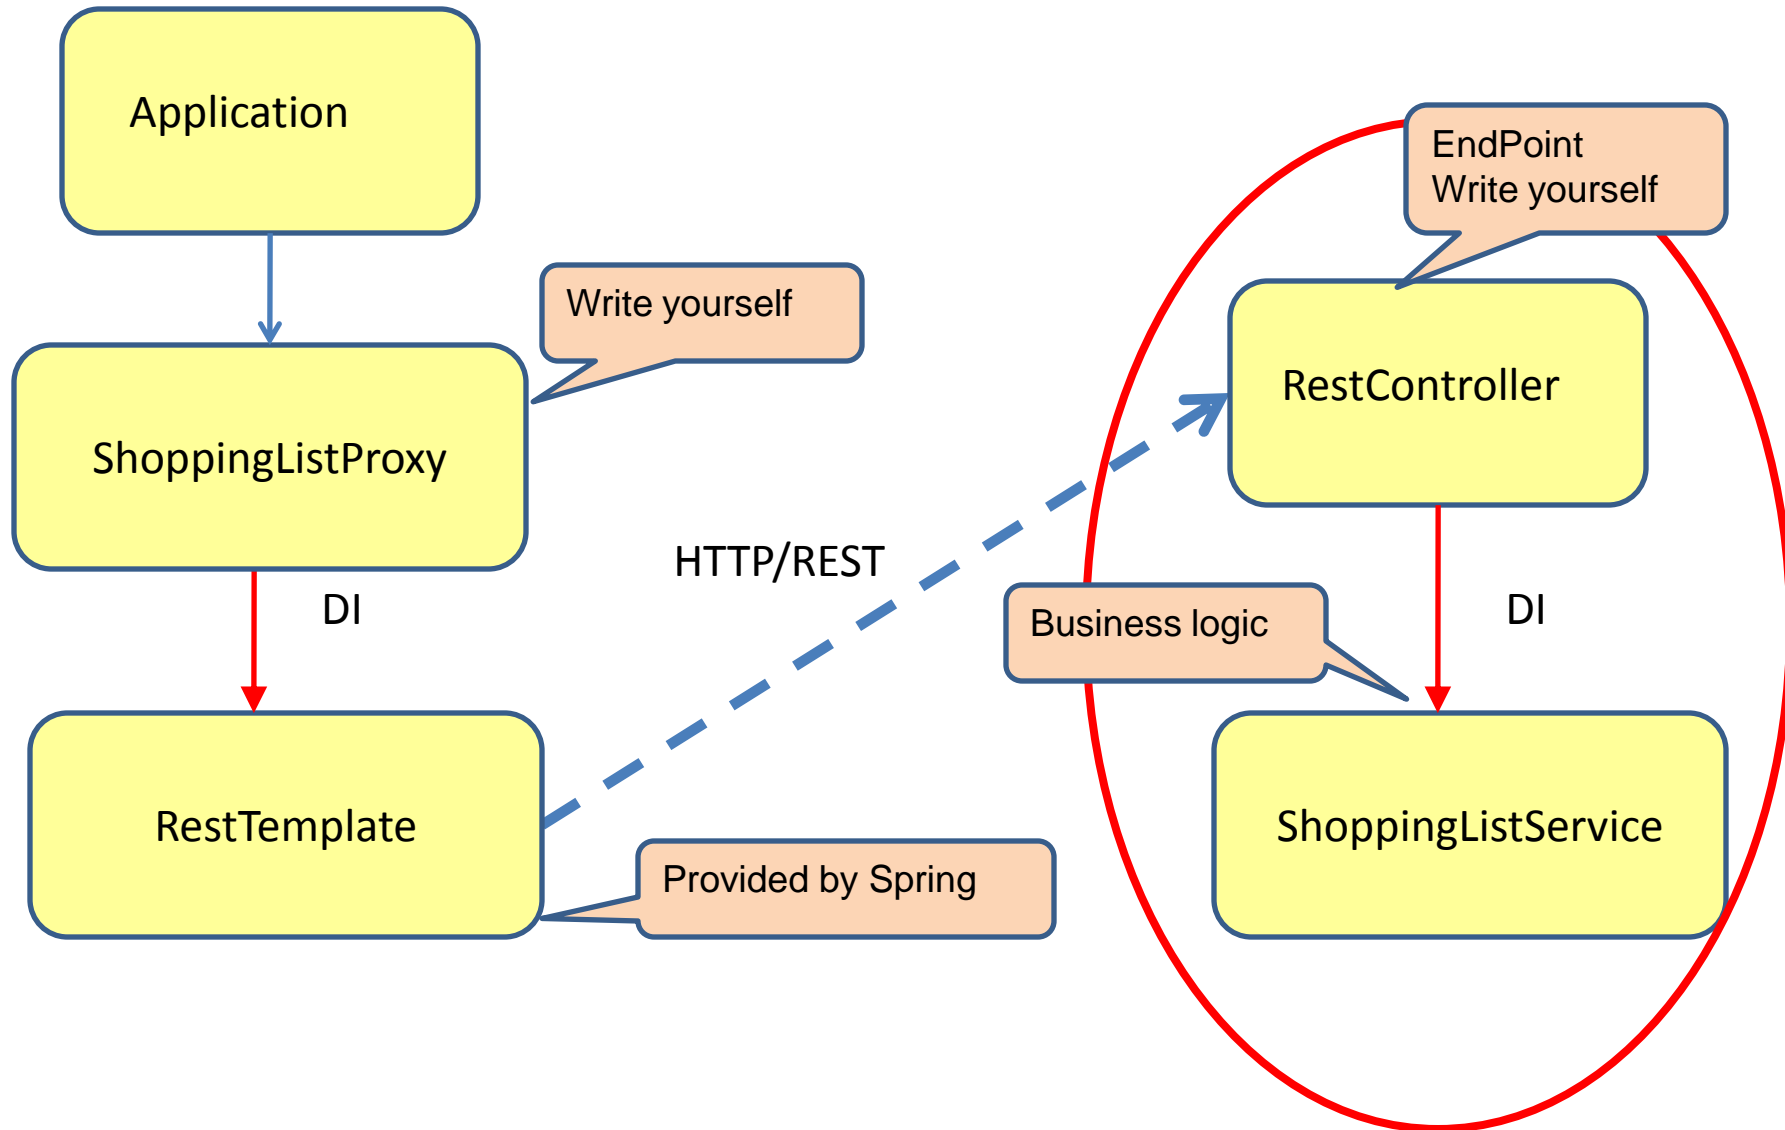 Application
EndPoint
Write yourself
Write yourself
RestController
ShoppingListProxy
HTTP/REST
DI
Business logic
DI
RestTemplate
ShoppingListService
Provided by Spring